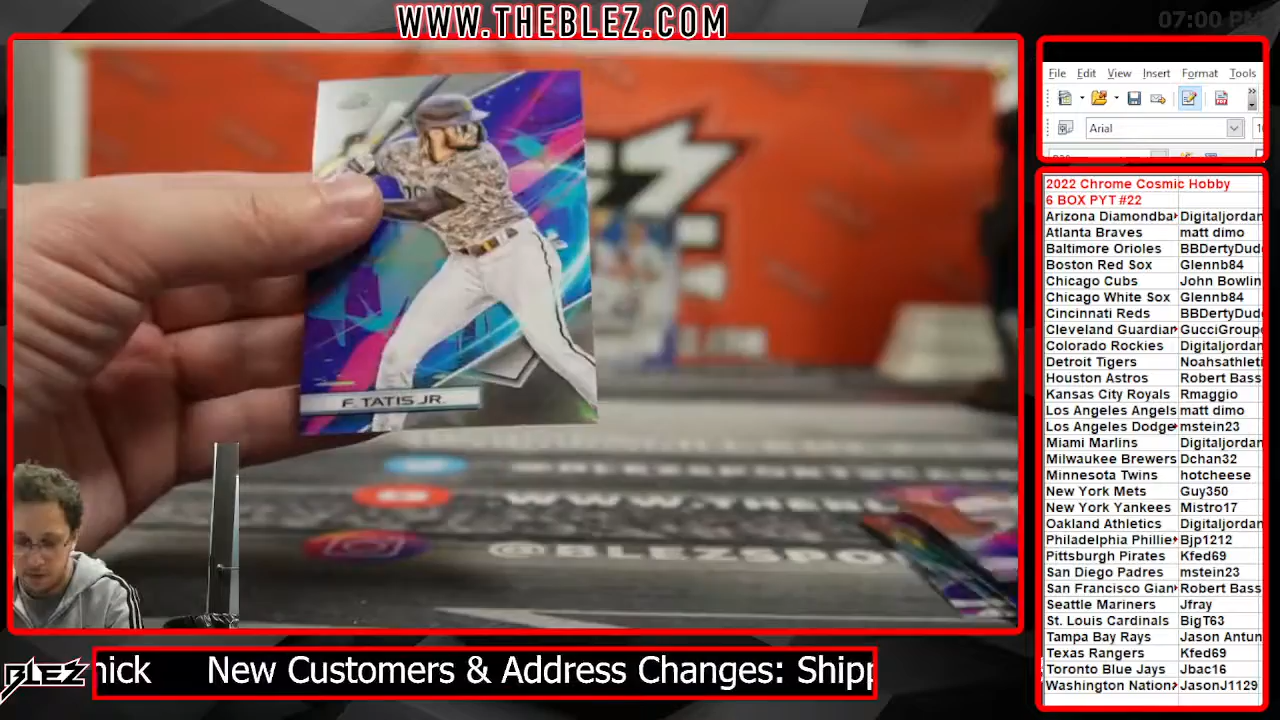 WWW.THEBLEZ.COM
07:00 PM
File Edit View Insert Format Tools
Arial
F. TATIS JR.
@BLEZSPO
2022 Chrome Cosmic Hobby
6 BOX PYT #22
Arizona Diamondba Digitaljordan
Atlanta Braves matt dimo
Baltimore Orioles BBDertyDude
Boston Red Sox Glennb84
Chicago Cubs John Bowlin
Chicago White Sox Glennb84
Cincinnati Reds BBDertyDude
Cleveland Guardian GucciGroup
Colorado Rockies Digitaljordan
Detroit Tigers Noahsathleti
Houston Astros Robert Bass
Kansas City Royals Rmaggio
Los Angeles Angels matt dimo
Los Angeles Dodge mstein23
Miami Marlins Digitaljordan
Milwaukee Brewers Dchan32
Minnesota Twins hotcheese
New York Mets Guy350
New York Yankees Mistro17
Oakland Athletics Digitaljordan
Philadelphia Phillie Bjp1212
Pittsburgh Pirates Kfed69
San Diego Padres mstein23
San Francisco Gian Robert Bass
Seattle Mariners Jfray
St. Louis Cardinals BigT63
Tampa Bay Rays Jason Antun
Texas Rangers Kfed69
Toronto Blue Jays Jbac16
Washington Nationa JasonJ1129
BLEZ
hick New Customers & Address Changes: Shipp